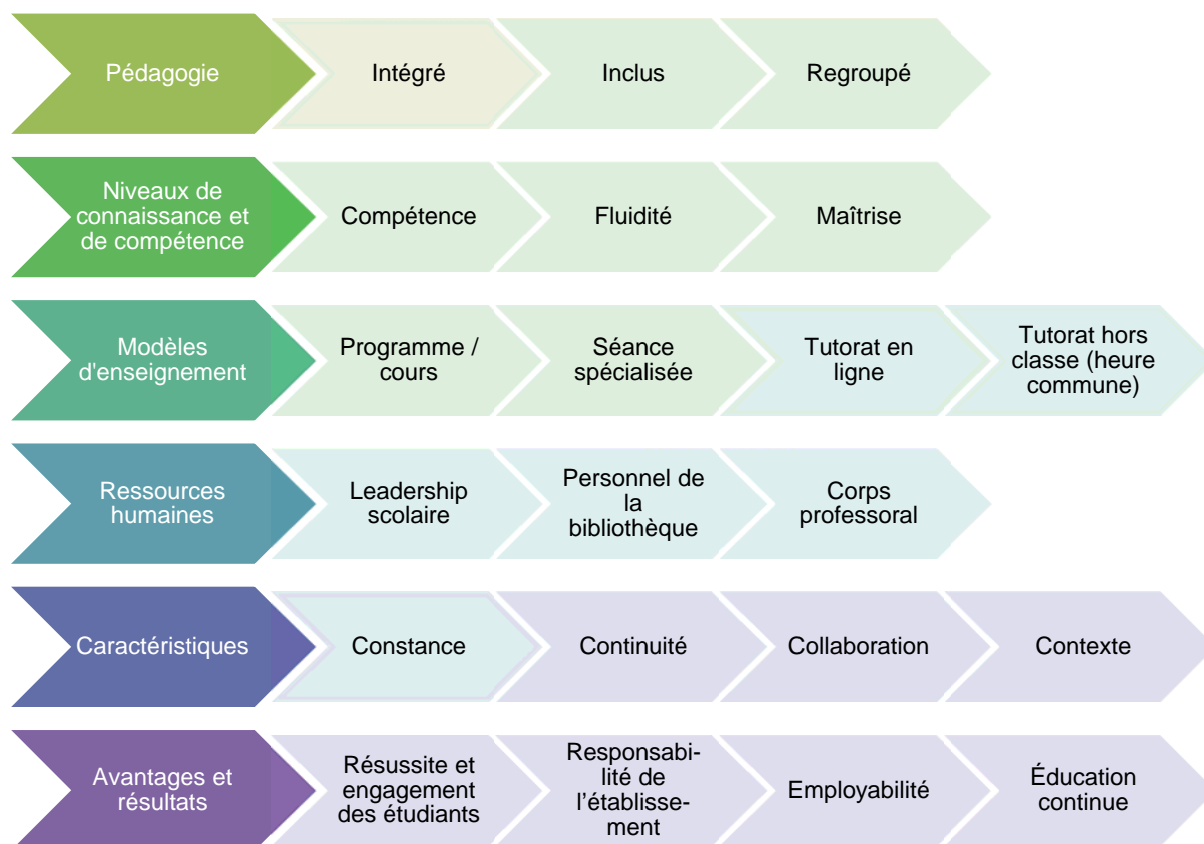 Pédagogie
Intégré
Inclus
Regroupé
Niveaux de
connaissance et
de compétence
Compétence
Fluidité
Maîtrise
Modèles
d'enseignement
Programme /
cours
Séance
spécialisée
Tutorat en
ligne
Tutorat hors
classe (heure
commune)
Ressources
humaines
Leadership
scolaire
Personnel de
la
bibliothèque
Corps
professoral
Caractéristiques
Constance
Continuité
Collaboration
Contexte
Avantages et
résultats
Résussite et
engagement
des étudiants
Responsabi-
lité de
l’établisse-
ment
Employabilité
Éducation
continue